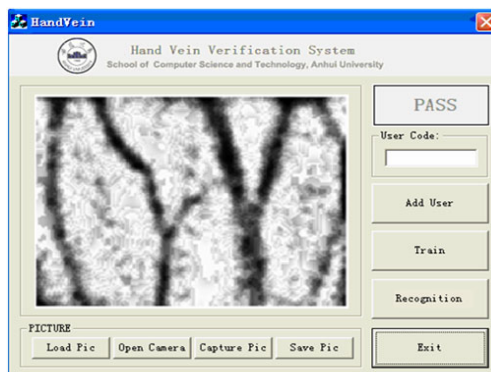 HandVein
Hand Vein Verification System
School of Computer Science and Technology, Anhui University
PASS
User Code:
Add User
Train
Recognition
PICTURE
Load Pic
Open Camera
Capture Pic
Save Pic
Exit